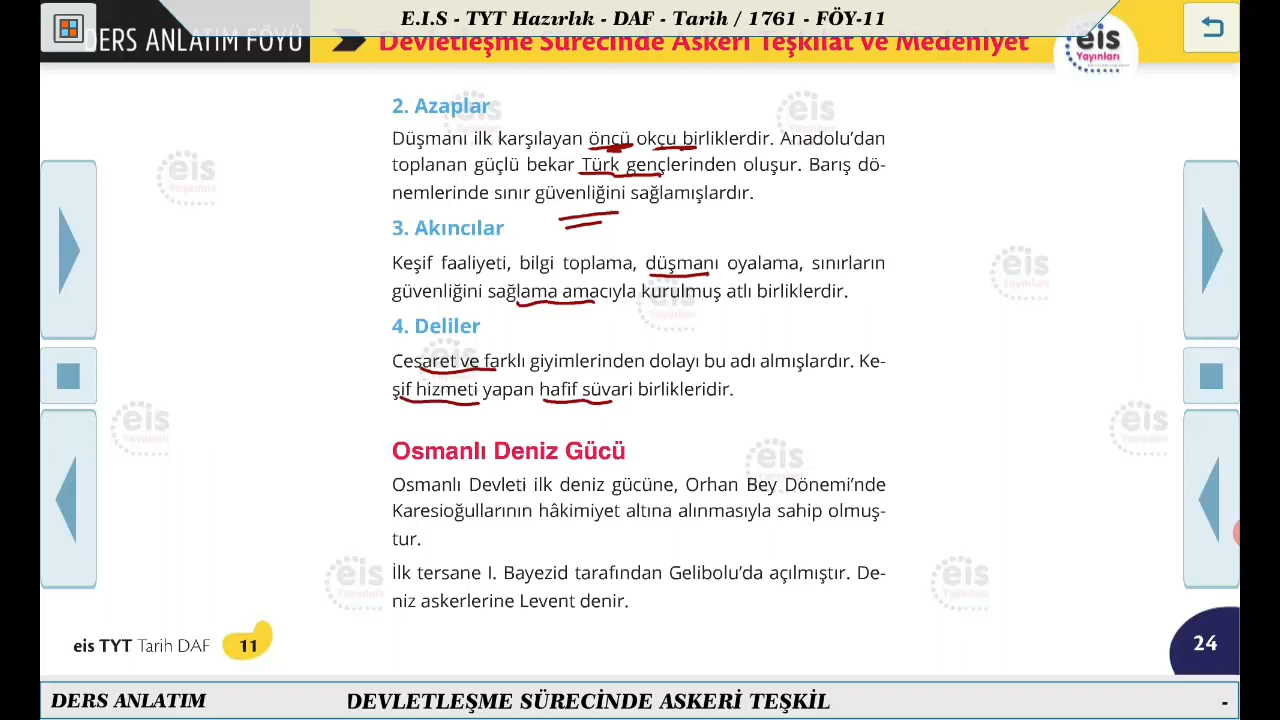 E.I.S - TYT Hazırlık - DAF - Tarih / 1761 - FÖY-11
DERS ANLATIM FÖYÜ
Devletleşme Sürecinde Askeri Teşkilat ve Medeniyet
eis
Yayınları
2. Azaplar
Düşmanı ilk karşılayan öncü okçu birliklerdir. Anadolu’dan
toplanan güçlü bekar Türk gençlerinden oluşur. Barış dö-
nemlerinde sınır güvenliğini sağlamışlardır.
3. Akıncılar
Keşif faaliyeti, bilgi toplama, düşmanı oyalama, sınırların
güvenliğini sağlama amacıyla kurulmuş atlı birliklerdir.
4. Deliler
Cesaret ve farklı giyimlerinden dolayı bu adı almışlardır. Ke-
şif hizmeti yapan hafif süvari birlikleridir.
Osmanlı Deniz Gücü
Osmanlı Devleti ilk deniz gücüne, Orhan Bey Dönemi’nde
Karesioğullarının hâkimiyet altına alınmasıyla sahip olmuş-
tur.
İlk tersane I. Bayezid tarafından Gelibolu’da açılmıştır. De-
niz askerlerine Levent denir.
eis TYT Tarih DAF 11
24
DERS ANLATIM DEVLETLEŞME SÜRECİNDE ASKERİ TEŞKİL -